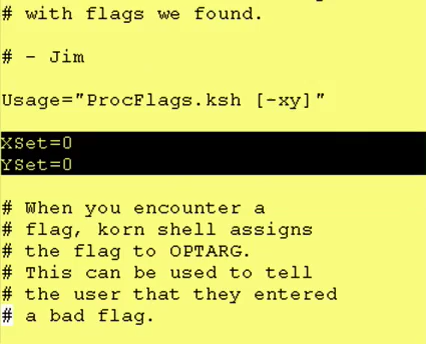 # with flags we found.
# - Jim
Usage="ProcFlags.ksh [-xy]"
XSet=0
YSet=0
# When you encounter a
# flag, korn shell assigns
# the flag to OPTARG.
# This can be used to tell
# the user that they entered
# a bad flag.